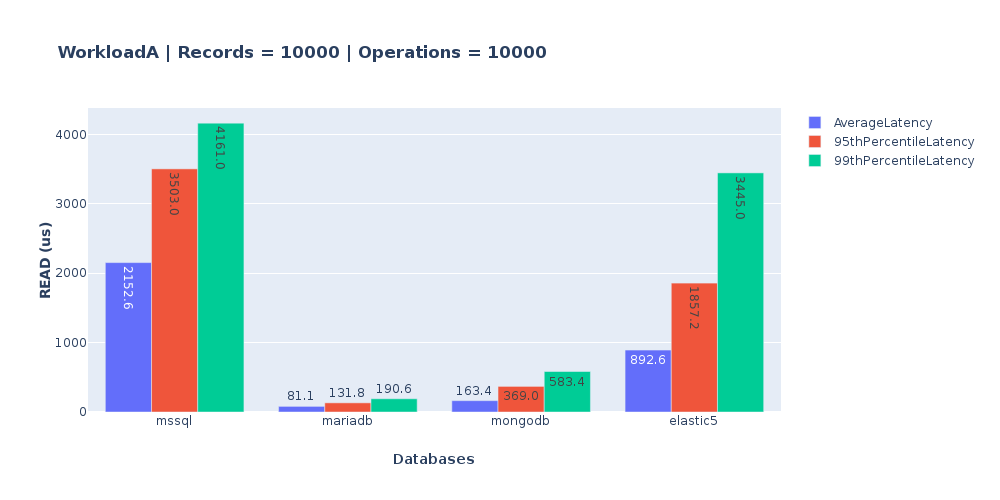 WorkloadA | Records = 10000 | Operations = 10000
AverageLatency
95thPercentileLatency
99thPercentileLatency
READ (us)
4000
3000
2000
1000
0
2152.6
3503.0
4161.0
81.1
131.8
190.6
163.4
369.0
583.4
892.6
1857.2
3445.0
mssql
mariadb
mongodb
elastic5
Databases